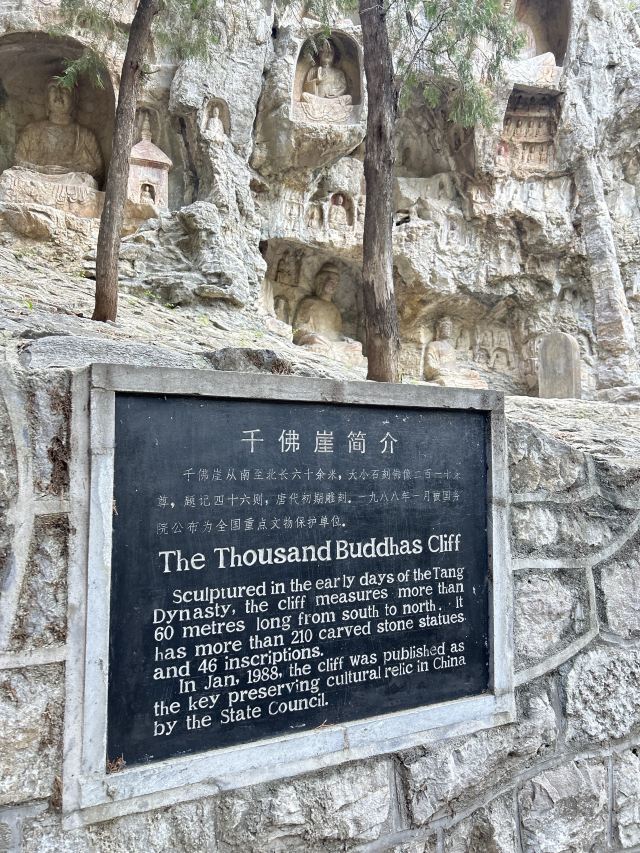 千佛崖简介
千佛崖从南至北长六十余米，大小石刻佛像二百一十余
尊，题记四十六则，唐代初期雕刻，一九八八年一月被国务
院公布为全国重点文物保护单位。
The Thousand Buddhas Cliff
Sculptured in the early days of the Tang
Dynasty, the cliff measures more than
60 metres long from south to north. It
has more than 210 carved stone statues
and 46 inscriptions.
In Jan, 1988, the cliff was published as
the key preserving cultural relic in China
by the State Council.